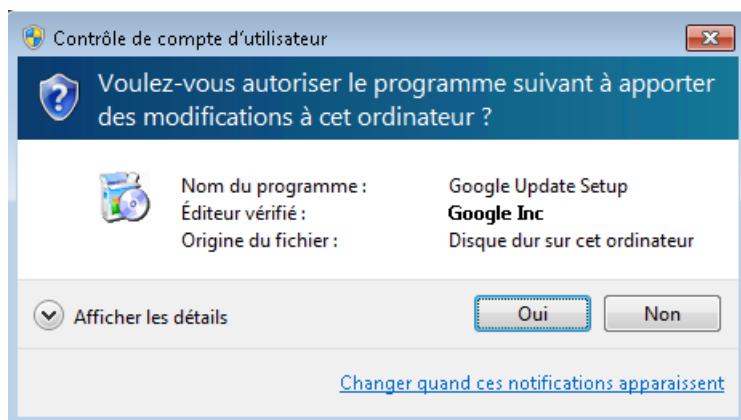 Contrôle de compte d'utilisateur
Voulez-vous autoriser le programme suivant à apporter
des modifications à cet ordinateur ?
Nom du programme : Google Update Setup
Éditeur vérifié : Google Inc
Origine du fichier : Disque dur sur cet ordinateur
Afficher les détails Oui Non
Changer quand ces notifications apparaissent